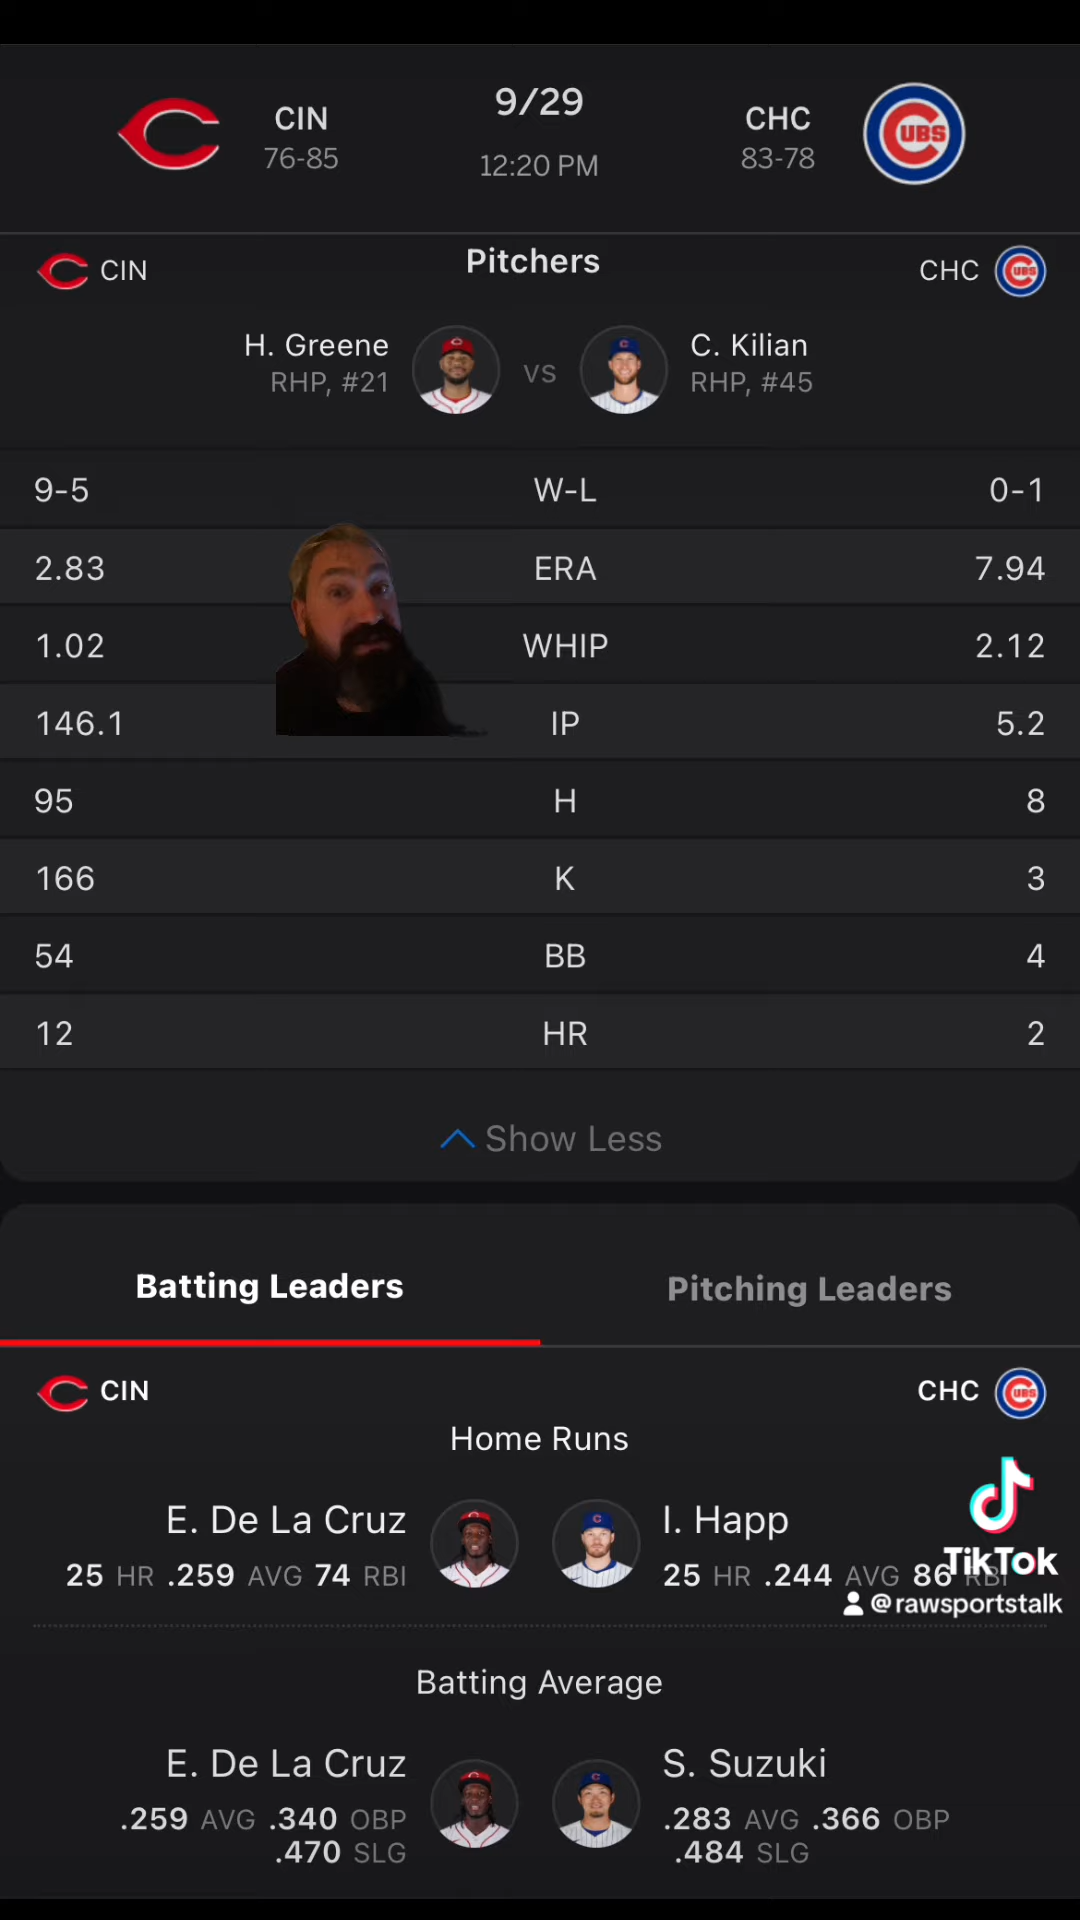 CIN
76-85
9/29
12:20 PM
CHC
83-78
UBS
CIN
Pitchers
CHC
UBS
H. Greene
RHP, #21
vs
C. Kilian
RHP, #45
9-5 W-L 0-1
2.83 ERA 7.94
1.02 WHIP 2.12
146.1 IP 5.2
95 H 8
166 K 3
54 BB 4
12 HR 2
Show Less
Batting Leaders
Pitching Leaders
CIN
CHC
UBS
Home Runs
E. De La Cruz
25 HR .259 AVG 74 RBI
I. Happ
25 HR .244 AVG 86 RBI
TikTok
@rawsportstalk
Batting Average
E. De La Cruz
.259 AVG .340 OBP
.470 SLG
S. Suzuki
.283 AVG .366 OBP
.484 SLG